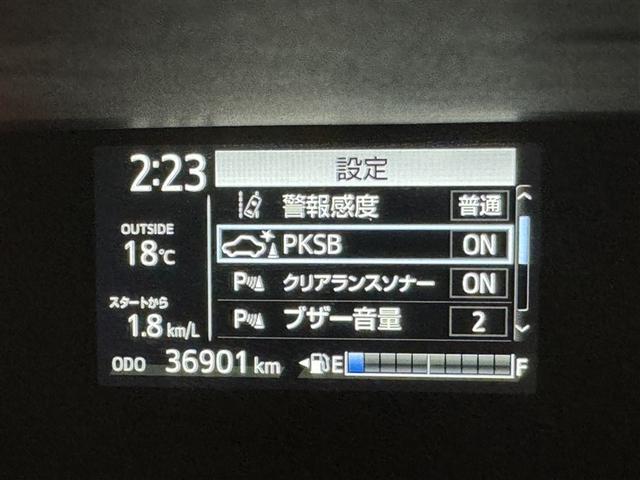 2:23
設定
警報感度 普通
OUTSIDE
18℃
PKSB ON
P クリアランスソナー ON
スタートから
1.8 km/L
P ブザー音量 2
ODO 36901 km
E F